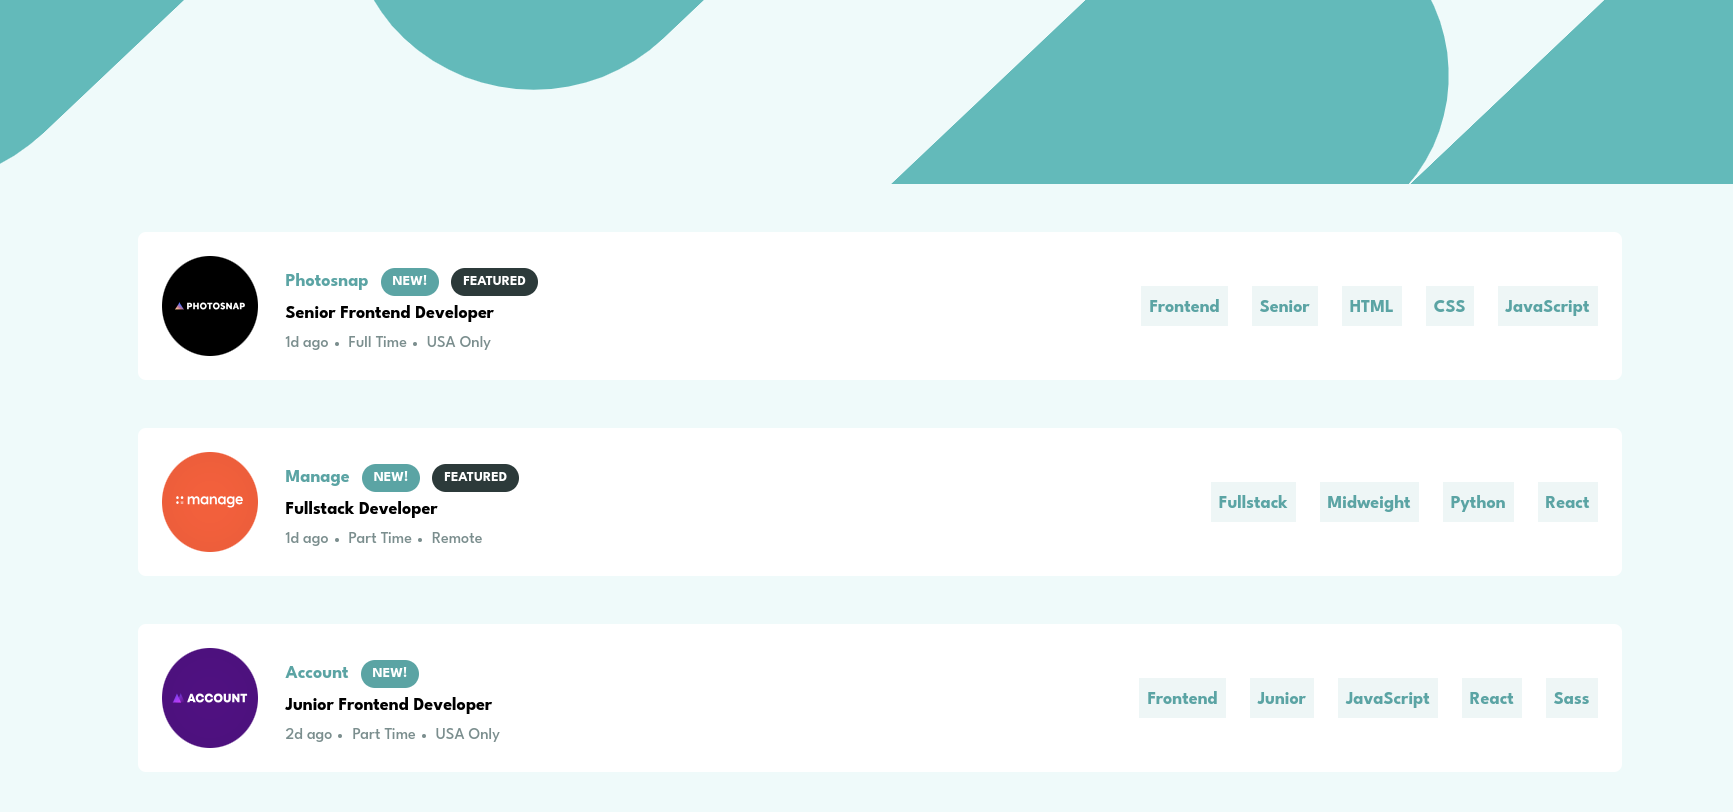 PHOTOSNAP
Photosnap NEW! FEATURED
Senior Frontend Developer
1d ago • Full Time • USA Only
Frontend Senior HTML CSS JavaScript
:: manage
Manage NEW! FEATURED
Fullstack Developer
1d ago • Part Time • Remote
Fullstack Midweight Python React
ACCOUNT
Account NEW!
Junior Frontend Developer
2d ago • Part Time • USA Only
Frontend Junior JavaScript React Sass